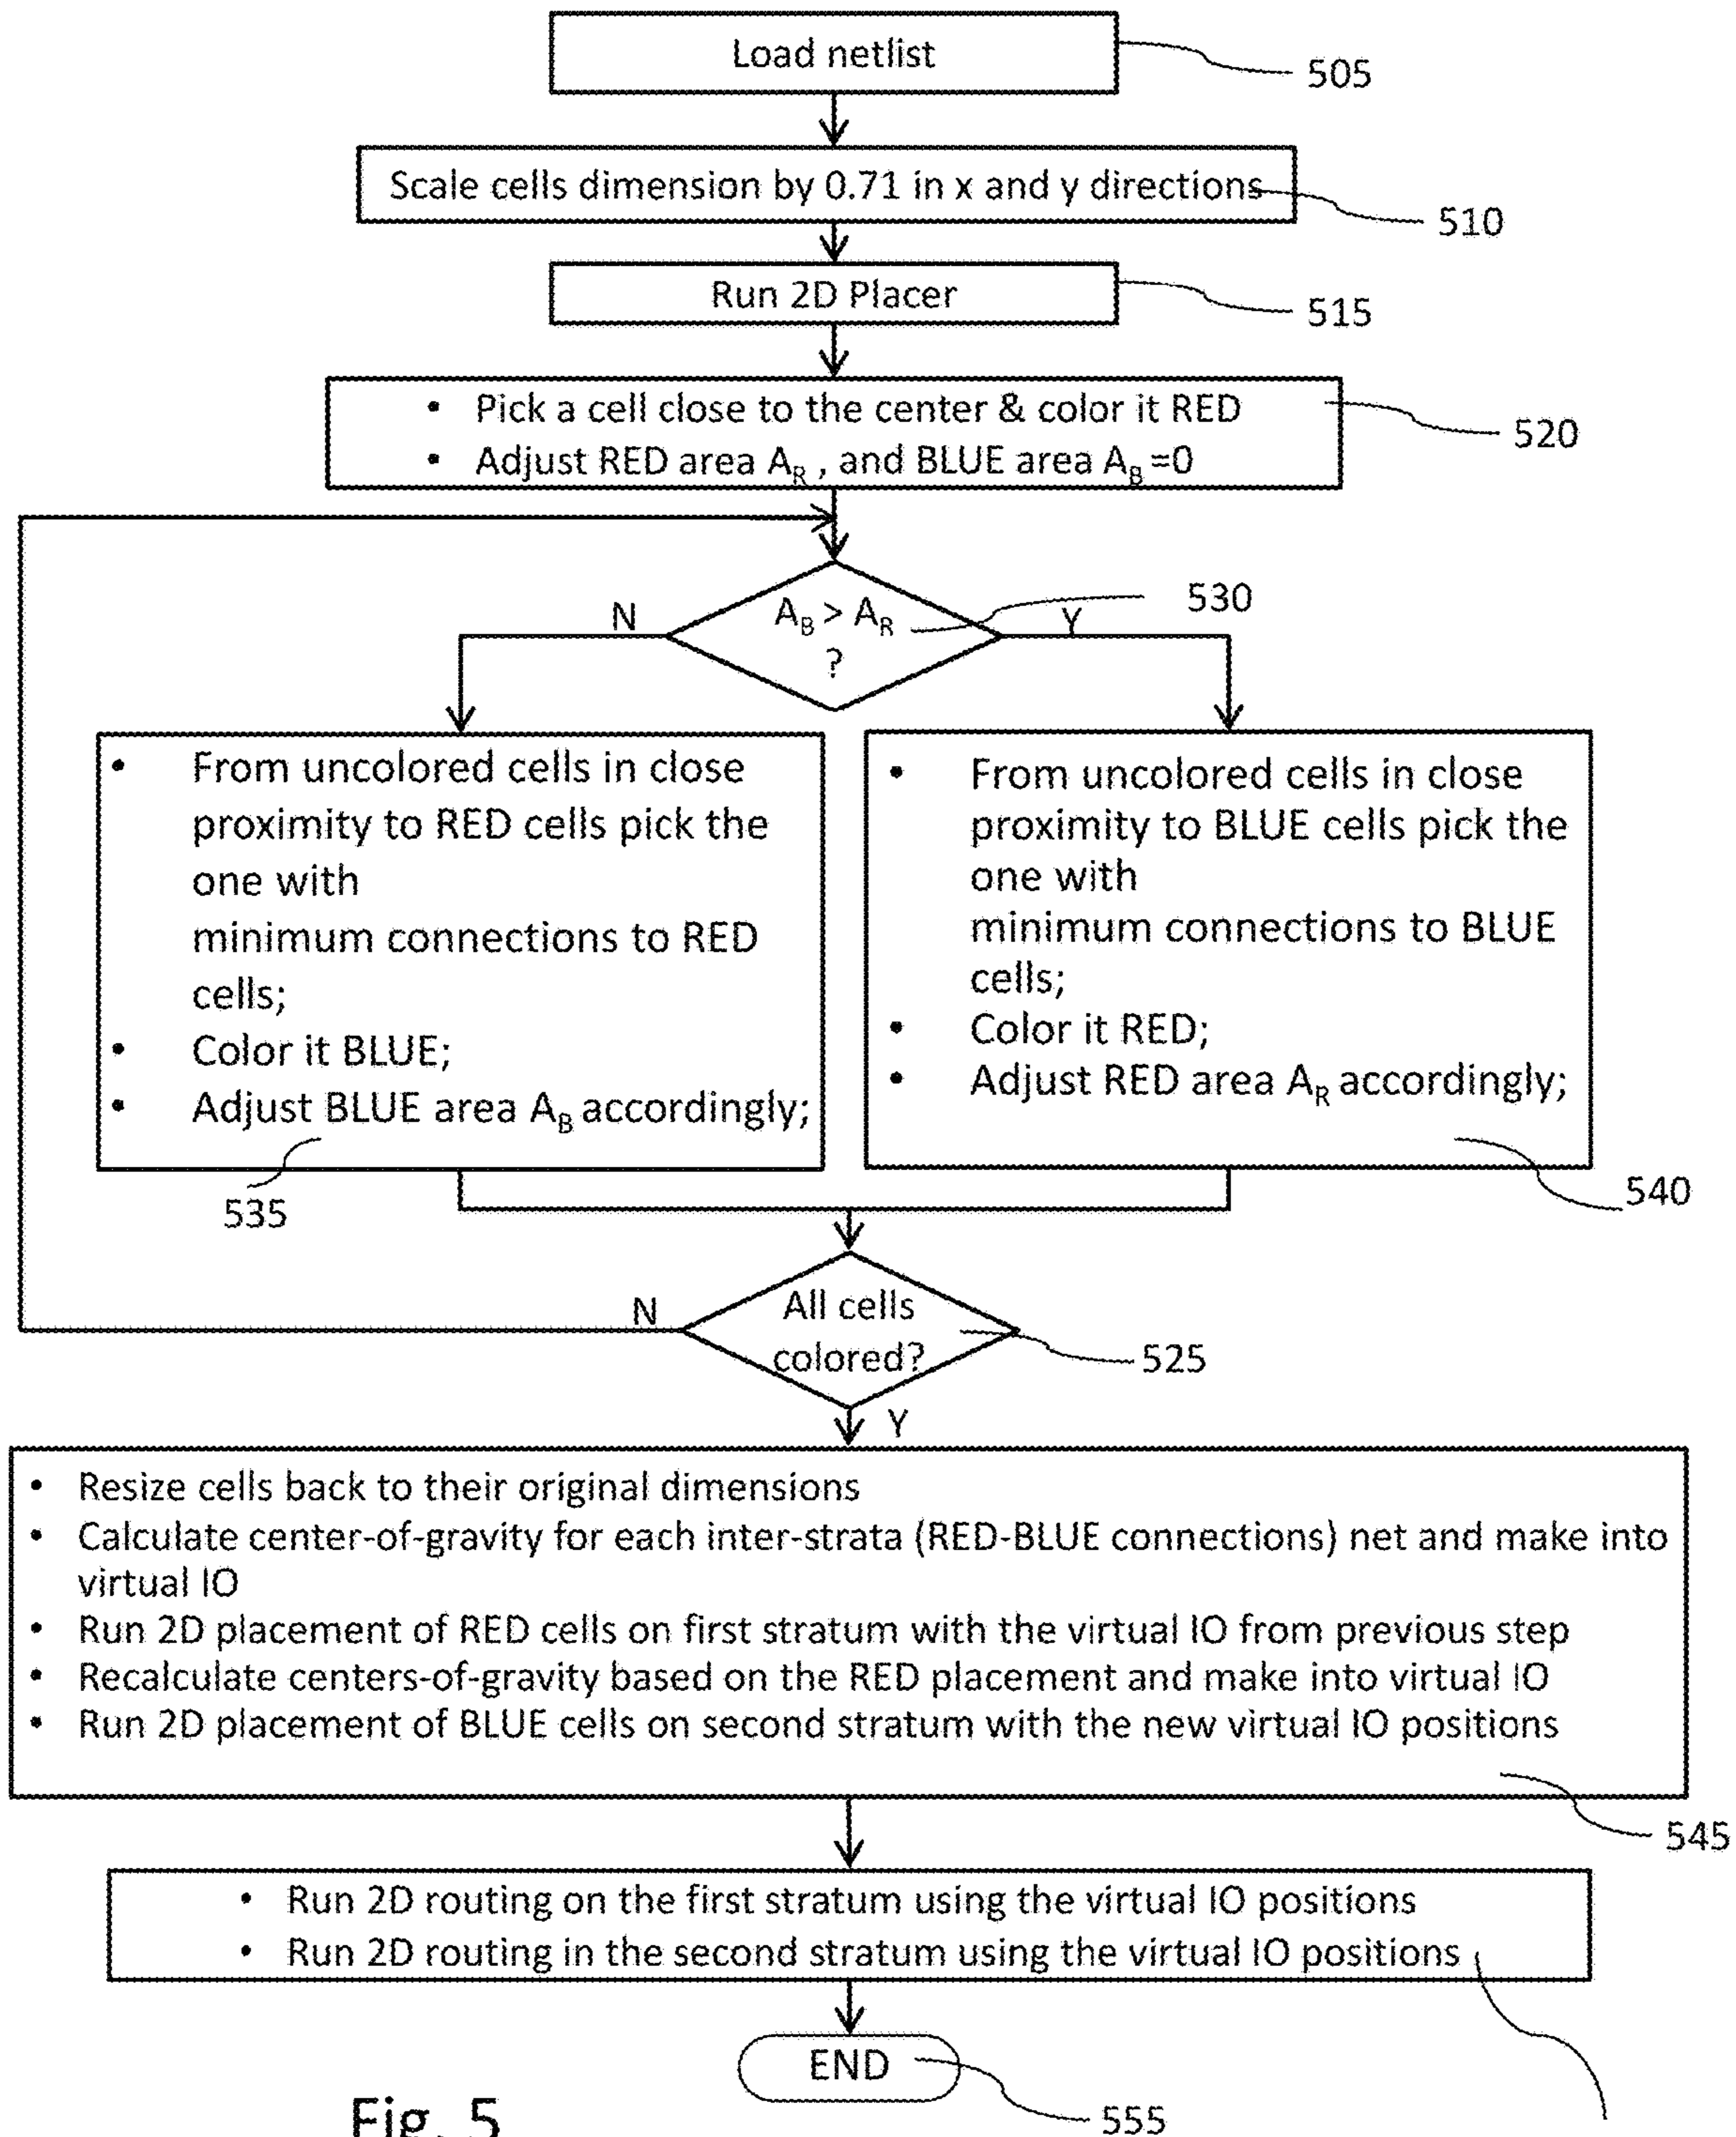 Load netlist
505
Scale cells dimension by 0.71 in x and y directions
510
Run 2D Placer
515
• Pick a cell close to the center & color it RED
• Adjust RED area A_R , and BLUE area A_B =0
520
A_B > A_R
?
530
N
Y
• From uncolored cells in close
proximity to RED cells pick the
one with
minimum connections to RED
cells;
• Color it BLUE;
• Adjust BLUE area A_B accordingly;
535
• From uncolored cells in close
proximity to BLUE cells pick the
one with
minimum connections to BLUE
cells;
• Color it RED;
• Adjust RED area A_R accordingly;
540
All cells
colored?
525
N
Y
• Resize cells back to their original dimensions
• Calculate center-of-gravity for each inter-strata (RED-BLUE connections) net and make into
virtual IO
• Run 2D placement of RED cells on first stratum with the virtual IO from previous step
• Recalculate centers-of-gravity based on the RED placement and make into virtual IO
• Run 2D placement of BLUE cells on second stratum with the new virtual IO positions
545
• Run 2D routing on the first stratum using the virtual IO positions
• Run 2D routing in the second stratum using the virtual IO positions
END
555
Fig. 5